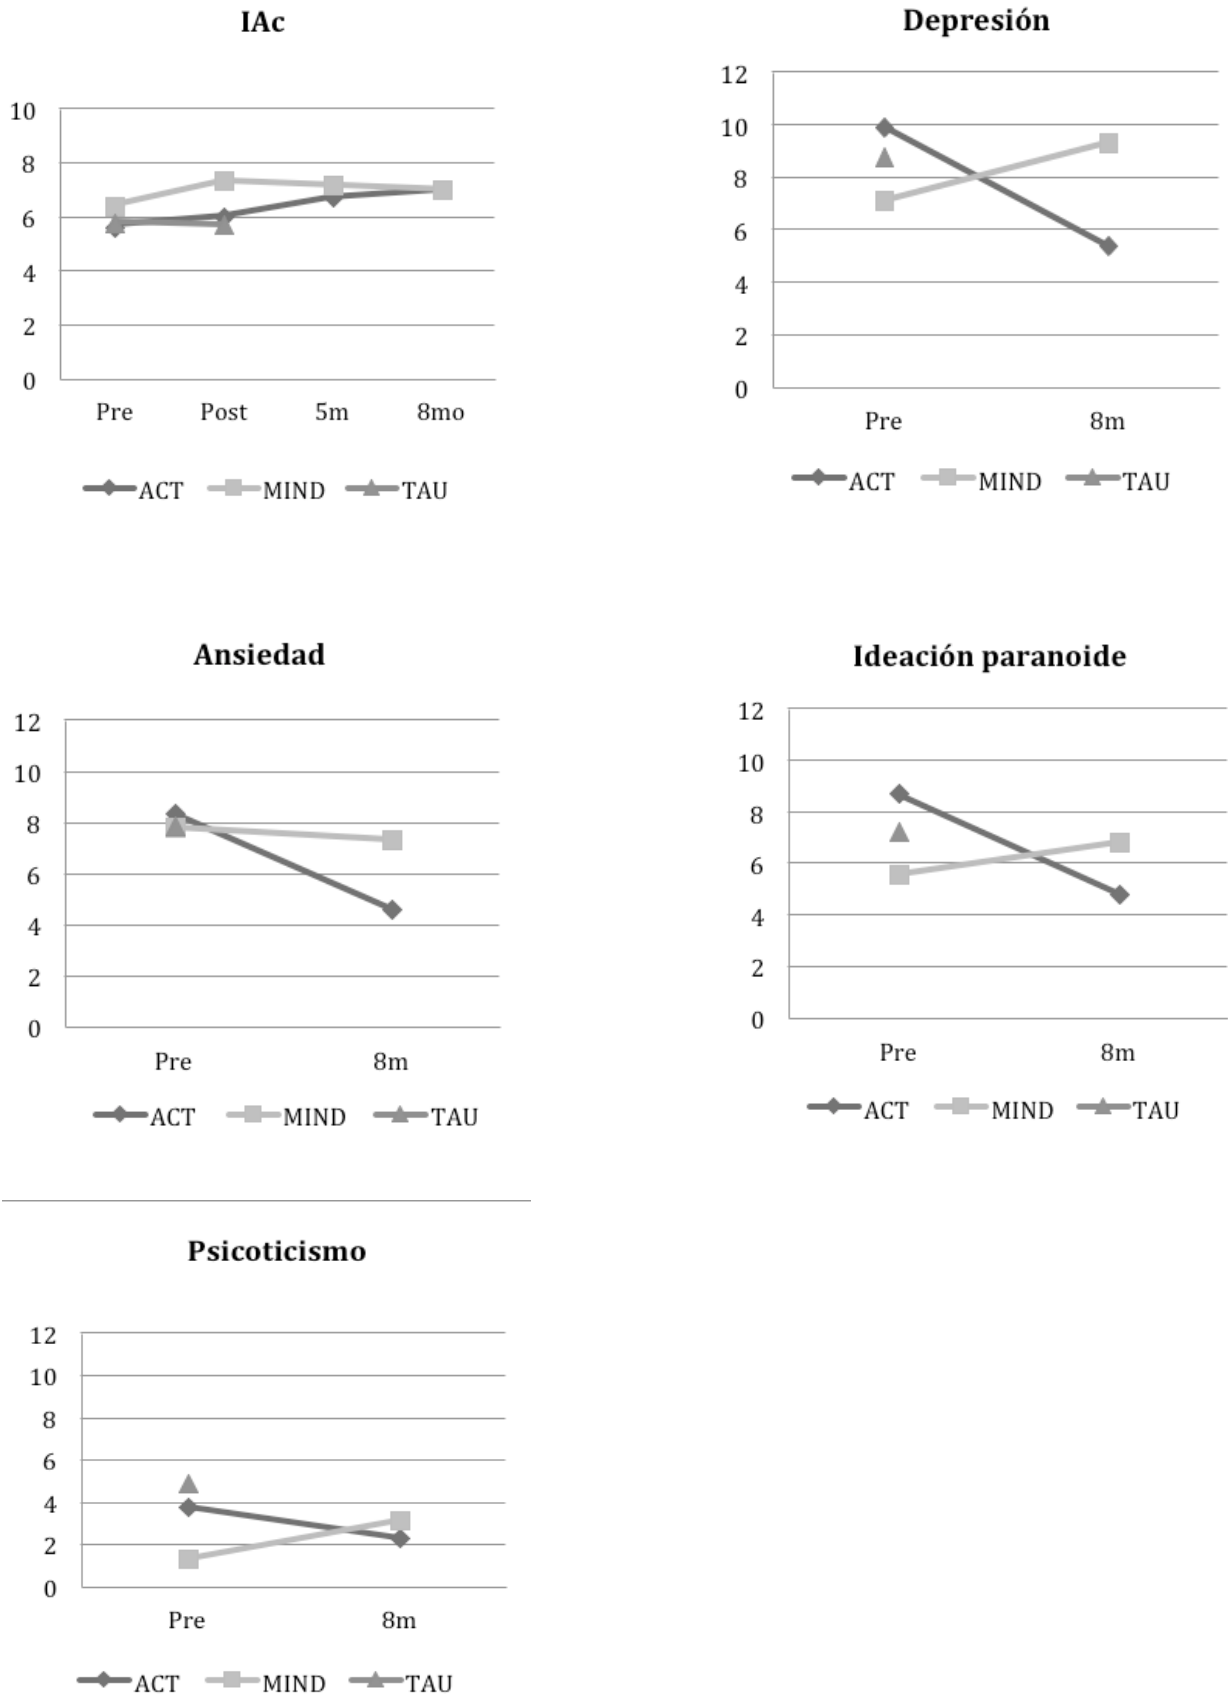 IAc
10
8
6
4
2
0
Pre Post 5m 8mo
ACT MIND TAU
Depresión
12
10
8
6
4
2
0
Pre 8m
ACT MIND TAU
Ansiedad
12
10
8
6
4
2
0
Pre 8m
ACT MIND TAU
Ideación paranoide
12
10
8
6
4
2
0
Pre 8m
ACT MIND TAU
Psicoticismo
12
10
8
6
4
2
0
Pre 8m
ACT MIND TAU